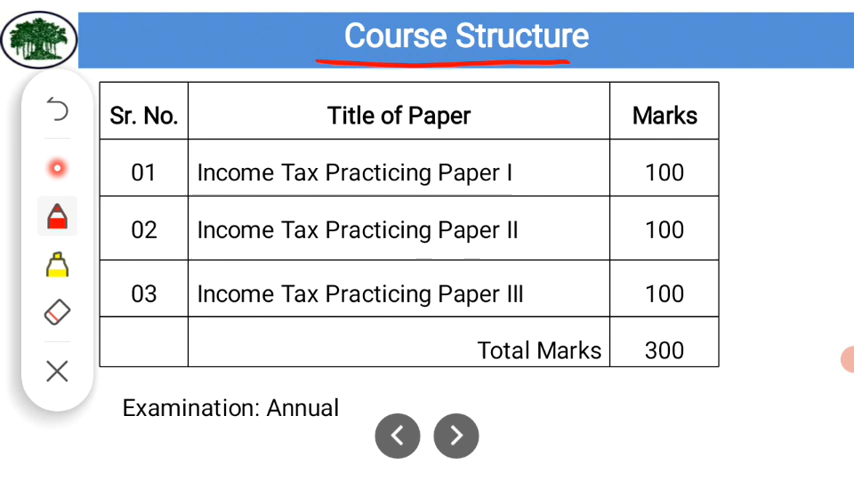 Course Structure
Sr. No. Title of Paper Marks
01 Income Tax Practicing Paper I 100
02 Income Tax Practicing Paper II 100
03 Income Tax Practicing Paper III 100
Total Marks 300
Examination: Annual